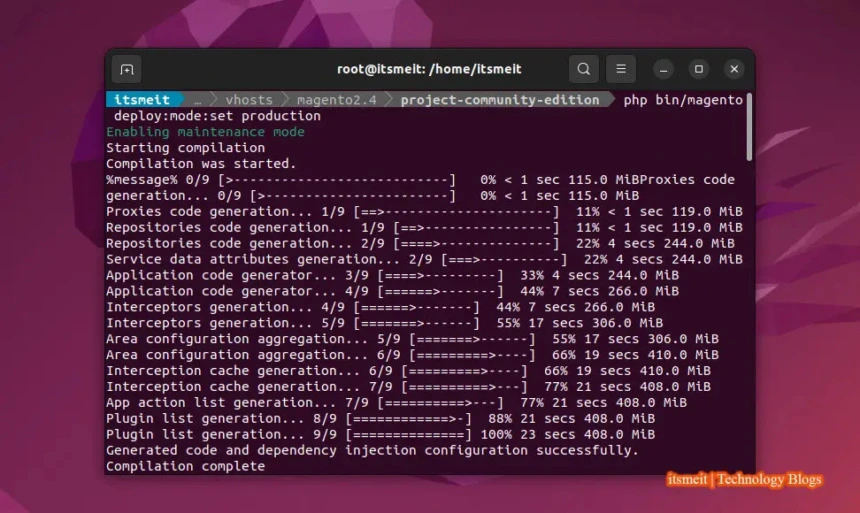 root@itsmeit: /home/itsmeit
itsmeit … vhosts magento2.4 project-community-edition php bin/magento
deploy:mode:set production
Enabling maintenance mode
Starting compilation
Compilation was started.
%message% 0/9 [>---------------------------]   0% < 1 sec 115.0 MiBProxies code
generation... 0/9 [>-----------------------]   0% < 1 sec 115.0 MiB
Proxies code generation... 1/9 [==>---------------------]  11% < 1 sec 119.0 MiB
Repositories code generation... 1/9 [==>----------------]  11% < 1 sec 119.0 MiB
Repositories code generation... 2/9 [====>--------------]  22% 4 secs 244.0 MiB
Service data attributes generation... 2/9 [===>----------]  22% 4 secs 244.0 MiB
Application code generator... 3/9 [====>---------]  33% 4 secs 244.0 MiB
Application code generator... 4/9 [======>-------]  44% 7 secs 266.0 MiB
Interceptors generation... 4/9 [======>-------]  44% 7 secs 266.0 MiB
Interceptors generation... 5/9 [=======>------]  55% 17 secs 306.0 MiB
Area configuration aggregation... 5/9 [=======>------]  55% 17 secs 306.0 MiB
Area configuration aggregation... 6/9 [=========>----]  66% 19 secs 410.0 MiB
Interception cache generation... 6/9 [=========>----]  66% 19 secs 410.0 MiB
Interception cache generation... 7/9 [==========>---]  77% 21 secs 408.0 MiB
App action list generation... 7/9 [==========>---]  77% 21 secs 408.0 MiB
Plugin list generation... 8/9 [============>-]  88% 21 secs 408.0 MiB
Plugin list generation... 9/9 [==============] 100% 23 secs 408.0 MiB
Generated code and dependency injection configuration successfully.
Compilation complete
itsmeit | Technology Blogs